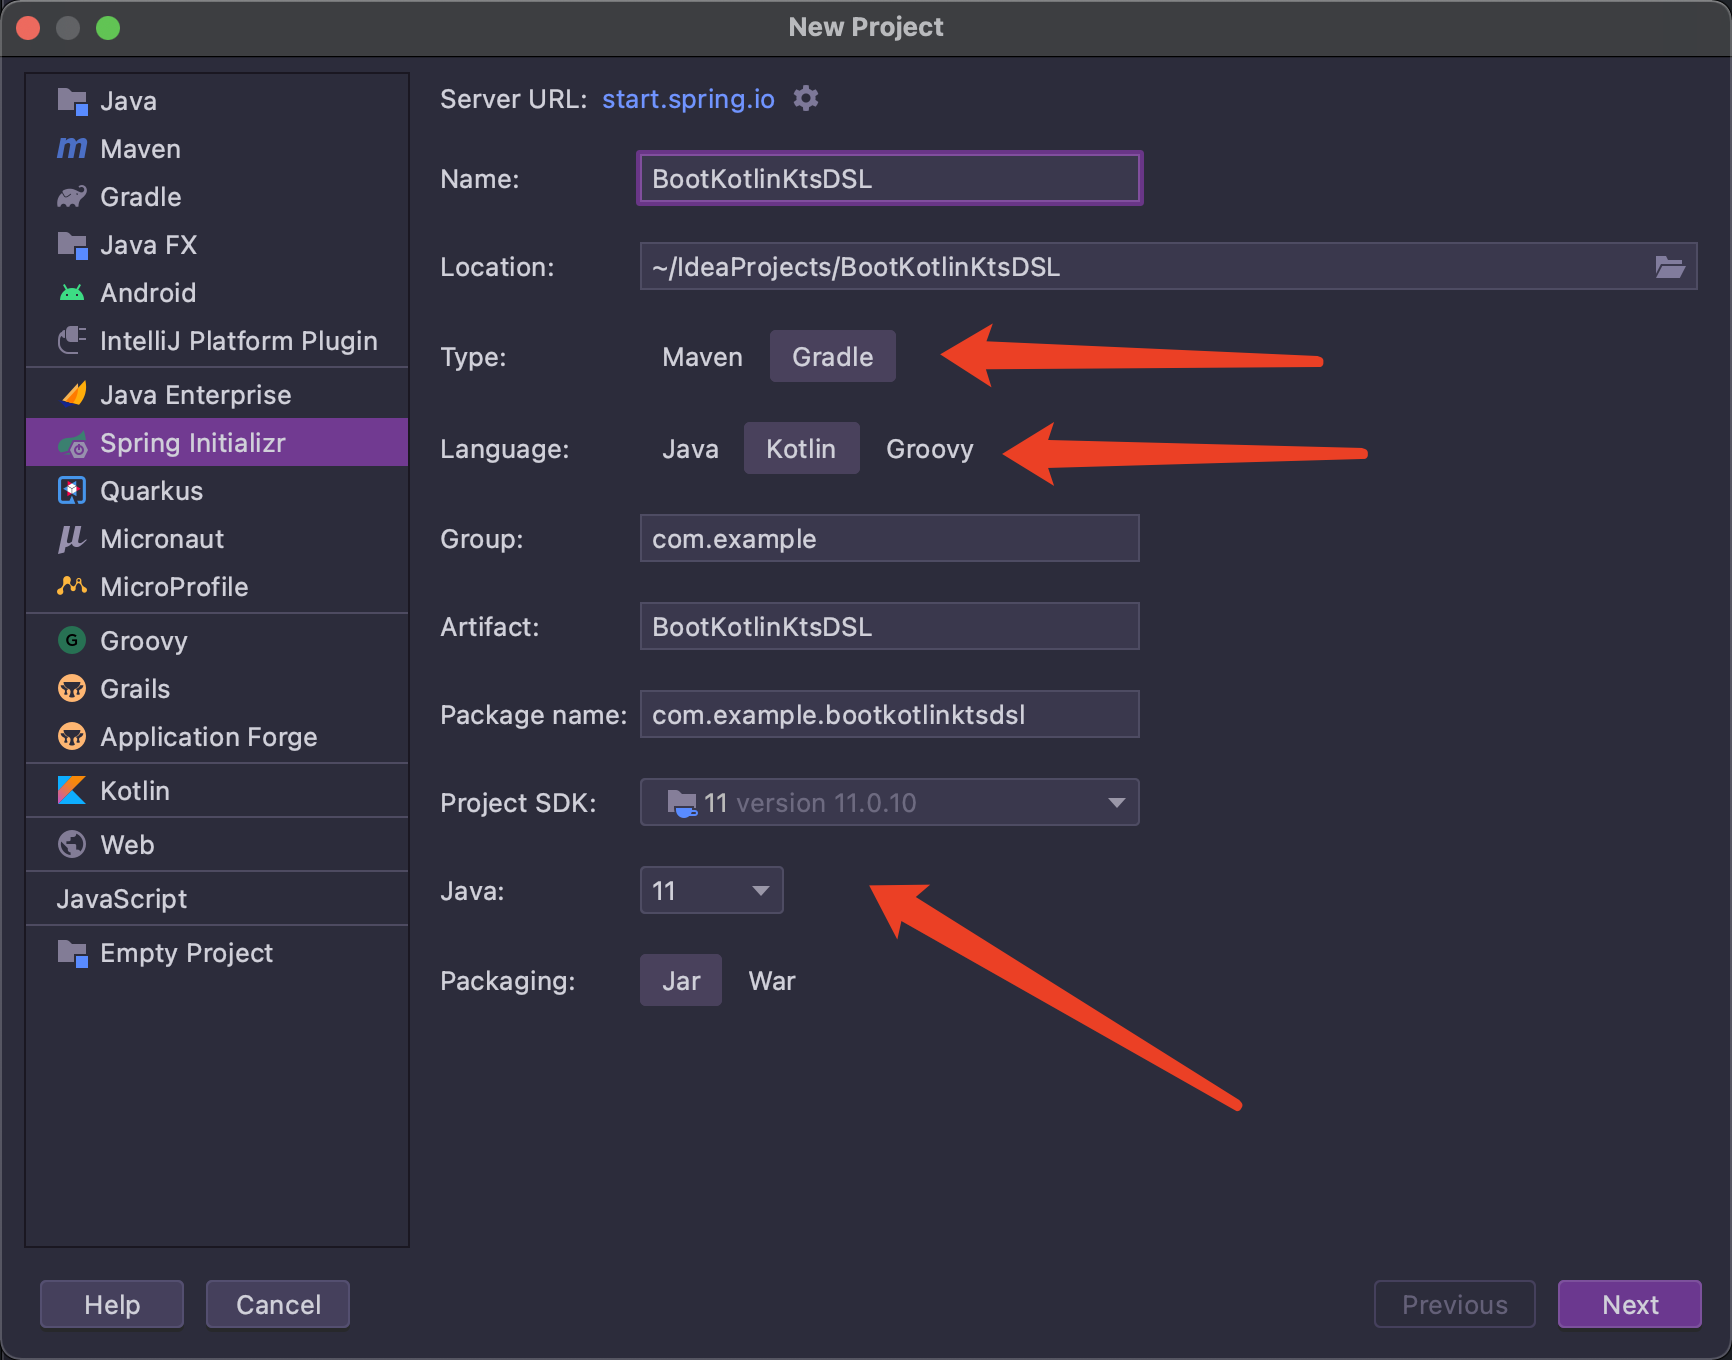 New Project
Java
Maven
Gradle
Java FX
Android
IntelliJ Platform Plugin
Java Enterprise
Spring Initializr
Quarkus
Micronaut
MicroProfile
Groovy
Grails
Application Forge
Kotlin
Web
JavaScript
Empty Project
Server URL: start.spring.io
Name: BootKotlinKtsDSL
Location: ~/IdeaProjects/BootKotlinKtsDSL
Type: Maven Gradle
Language: Java Kotlin Groovy
Group: com.example
Artifact: BootKotlinKtsDSL
Package name: com.example.bootkotlinktsdsl
Project SDK: 11 version 11.0.10
Java: 11
Packaging: Jar War
Help Cancel Previous Next